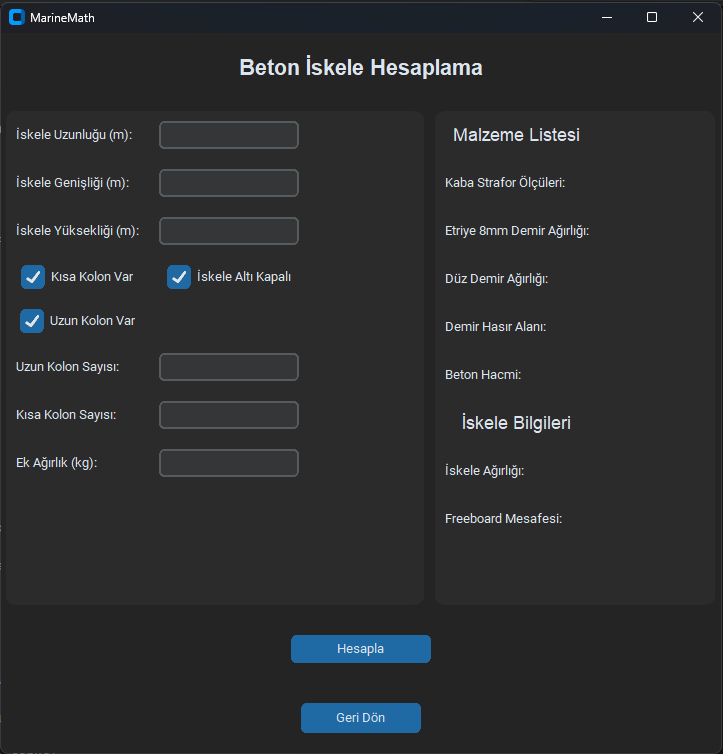 MarineMath
Beton İskele Hesaplama
İskele Uzunluğu (m):
İskele Genişliği (m):
İskele Yüksekliği (m):
Kısa Kolon Var
İskele Altı Kapalı
Uzun Kolon Var
Uzun Kolon Sayısı:
Kısa Kolon Sayısı:
Ek Ağırlık (kg):
Malzeme Listesi
Kaba Strafor Ölçüleri:
Etriye 8mm Demir Ağırlığı:
Düz Demir Ağırlığı:
Demir Hasır Alanı:
Beton Hacmi:
İskele Bilgileri
İskele Ağırlığı:
Freeboard Mesafesi:
Hesapla
Geri Dön